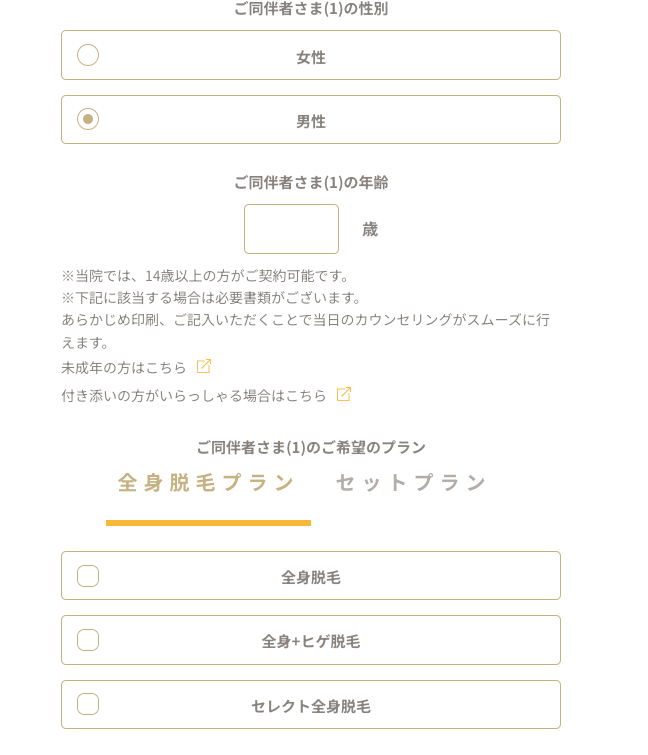 ご同伴者さま(1)の性別
女性
男性
ご同伴者さま(1)の年齢
歳
※当院では、14歳以上の方がご契約可能です。
※下記に該当する場合は必要書類がございます。
あらかじめ印刷、ご記入いただくことで当日のカウンセリングがスムーズに行
えます。
未成年の方はこちら
付き添いの方がいらっしゃる場合はこちら
ご同伴者さま(1)のご希望のプラン
全身脱毛プラン セットプラン
全身脱毛
全身+ヒゲ脱毛
セレクト全身脱毛